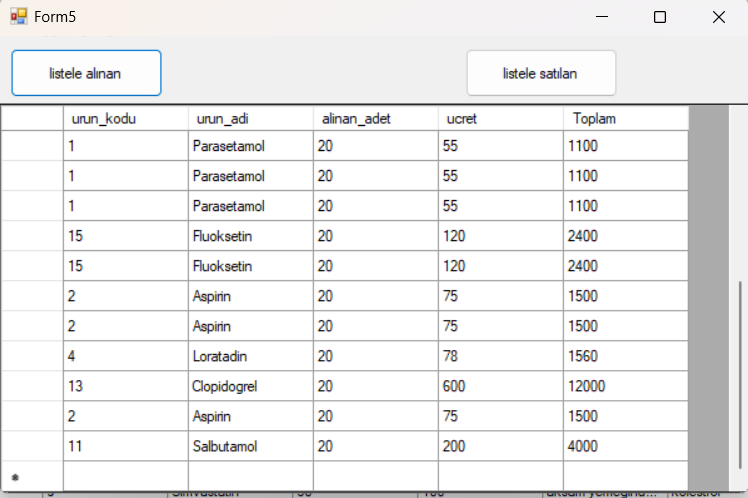 Form5
listele alınan listele satılan
urun_kodu urun_adi alinan_adet ucret Toplam
1 Parasetamol 20 55 1100
1 Parasetamol 20 55 1100
1 Parasetamol 20 55 1100
15 Fluoksetin 20 120 2400
15 Fluoksetin 20 120 2400
2 Aspirin 20 75 1500
2 Aspirin 20 75 1500
4 Loratadin 20 78 1560
13 Clopidogrel 20 600 12000
2 Aspirin 20 75 1500
11 Salbutamol 20 200 4000
*